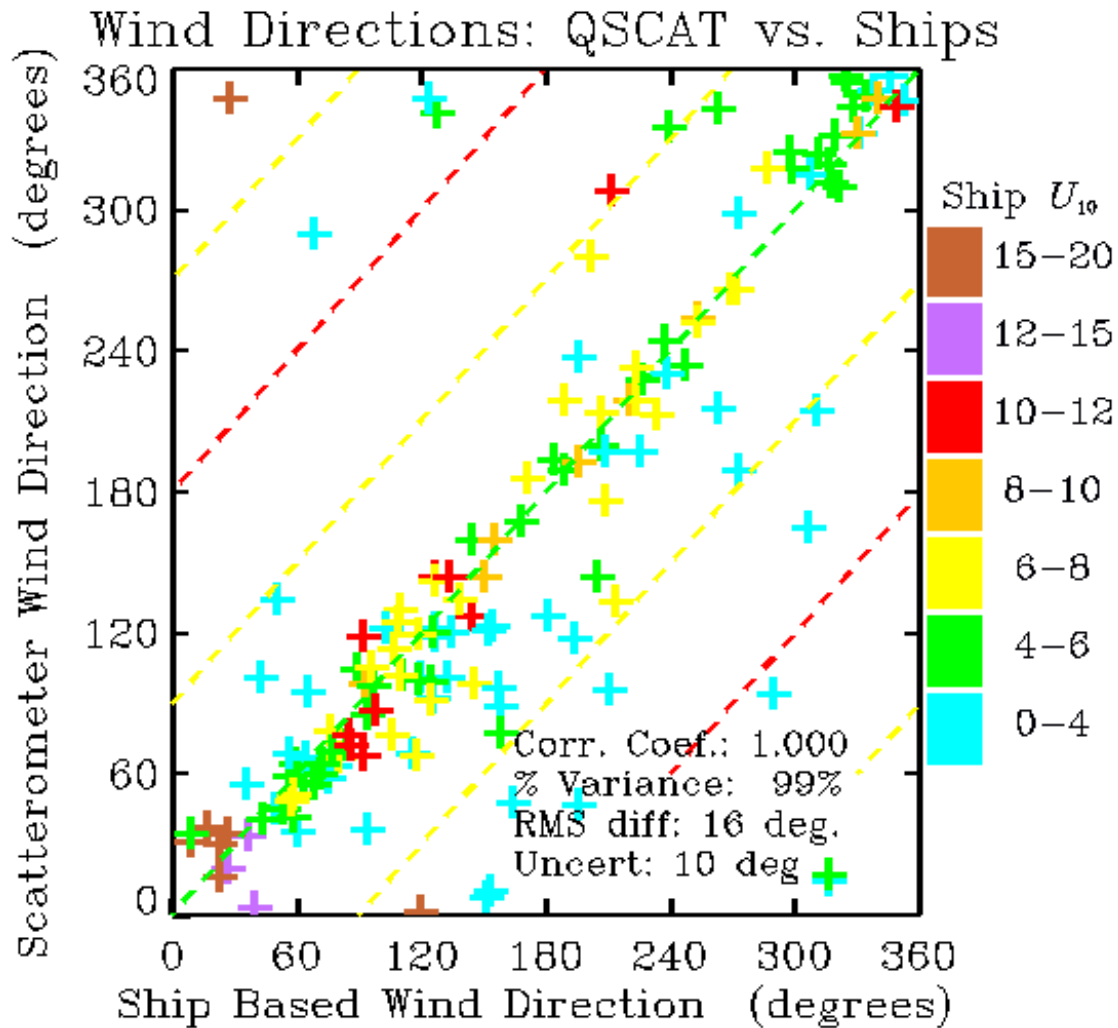 Wind Directions: QSCAT vs. Ships
Scatterometer Wind Direction (degrees)
360
300
240
180
120
60
0
0 60 120 180 240 300 360
Ship Based Wind Direction (degrees)
Corr. Coef.: 1.000
% Variance: 99%
RMS diff: 16 deg.
Uncert: 10 deg
Ship U₁₀
15-20
12-15
10-12
8-10
6-8
4-6
0-4